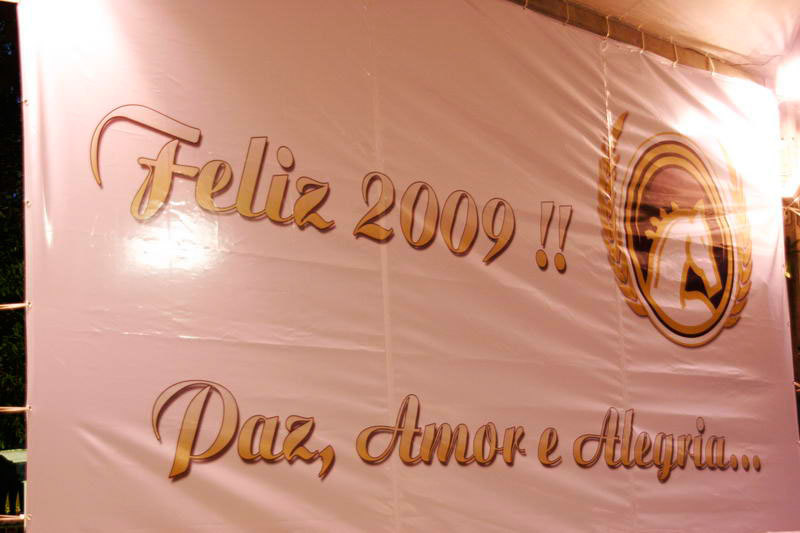 Feliz 2009 !!
Paz, Amor e Alegria...